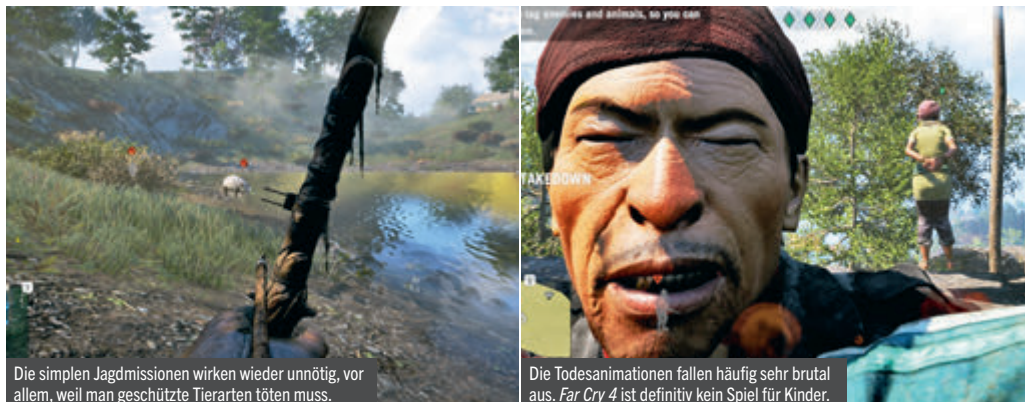 Die simplen Jagdmissionen wirken wieder unnötig, vor
allem, weil man geschützte Tierarten töten muss.
tag enemies and animals, so you can
TAKEDOWN
Die Todesanimationen fallen häufig sehr brutal
aus. Far Cry 4 ist definitiv kein Spiel für Kinder.